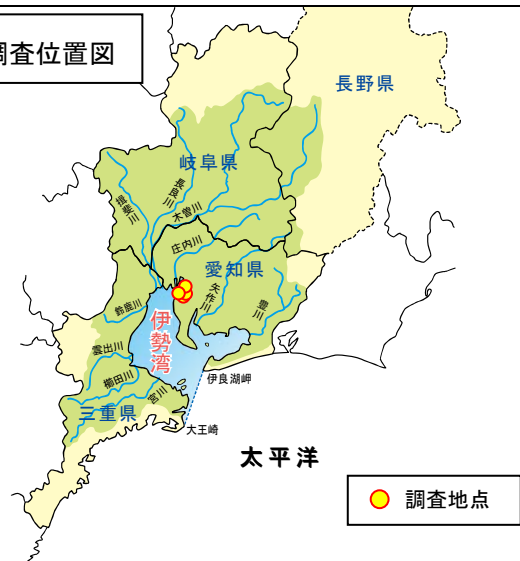 調査位置図
長野県
岐阜県
揖斐川
長良川
木曽川
庄内川
愛知県
矢作川
豊川
鈴鹿川
伊勢湾
雲出川
櫛田川
宮川
伊良湖岬
三重県
大王崎
太平洋
調査地点